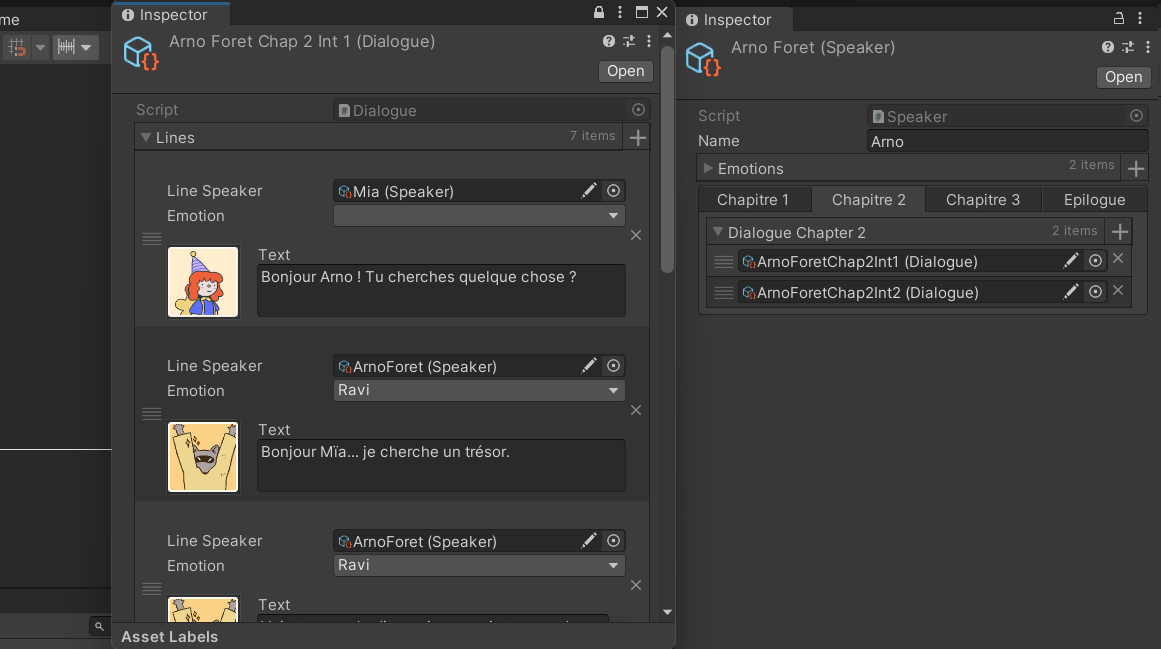 me
Inspector
Arno Foret Chap 2 Int 1 (Dialogue)
Open
Script
Dialogue
Lines
7 items
Line Speaker
Mia (Speaker)
Emotion
Text
Bonjour Arno ! Tu cherches quelque chose ?
Line Speaker
ArnoForet (Speaker)
Emotion
Ravi
Text
Bonjour Mïa... je cherche un trésor.
Line Speaker
ArnoForet (Speaker)
Emotion
Ravi
Text
Asset Labels
Inspector
Arno Foret (Speaker)
Open
Script
Speaker
Name
Arno
Emotions
2 items
Chapitre 1
Chapitre 2
Chapitre 3
Epilogue
Dialogue Chapter 2
2 items
ArnoForetChap2Int1 (Dialogue)
ArnoForetChap2Int2 (Dialogue)